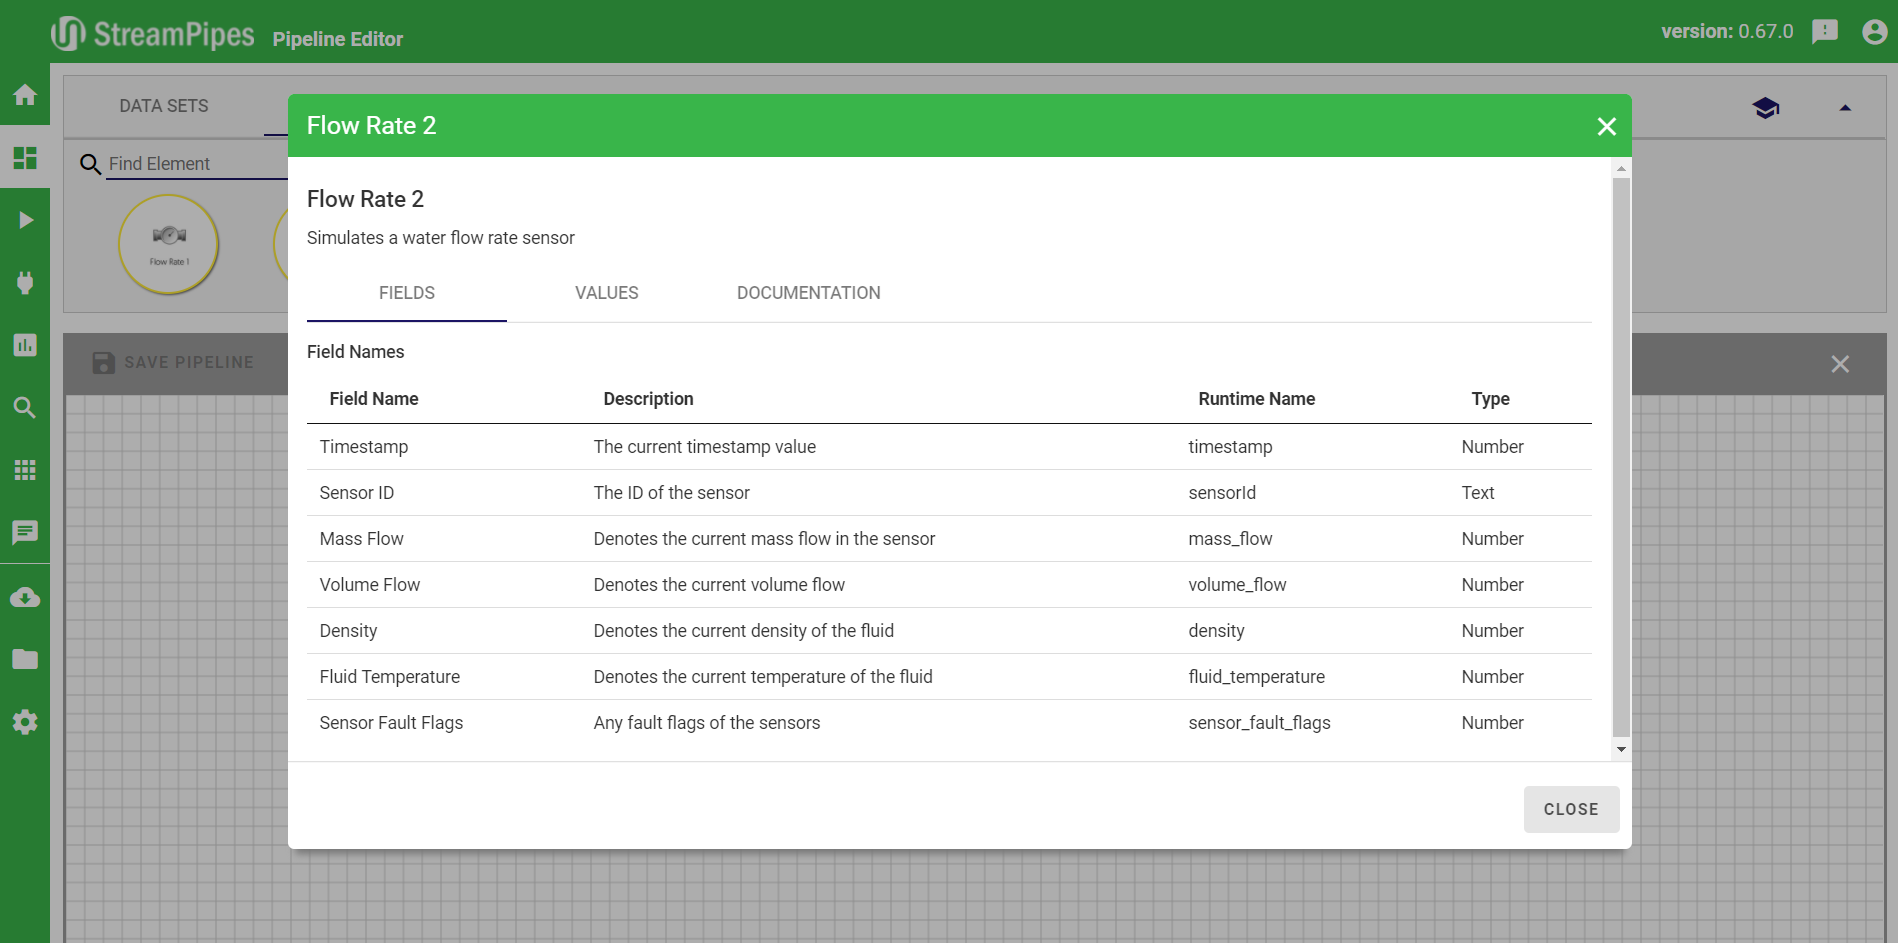 StreamPipes Pipeline Editor version: 0.67.0
DATA SETS
Find Element
Flow Rate 1
SAVE PIPELINE
Flow Rate 2
Flow Rate 2
Simulates a water flow rate sensor
FIELDS VALUES DOCUMENTATION
Field Names
Field Name Description Runtime Name Type
Timestamp The current timestamp value timestamp Number
Sensor ID The ID of the sensor sensorId Text
Mass Flow Denotes the current mass flow in the sensor mass_flow Number
Volume Flow Denotes the current volume flow volume_flow Number
Density Denotes the current density of the fluid density Number
Fluid Temperature Denotes the current temperature of the fluid fluid_temperature Number
Sensor Fault Flags Any fault flags of the sensors sensor_fault_flags Number
CLOSE